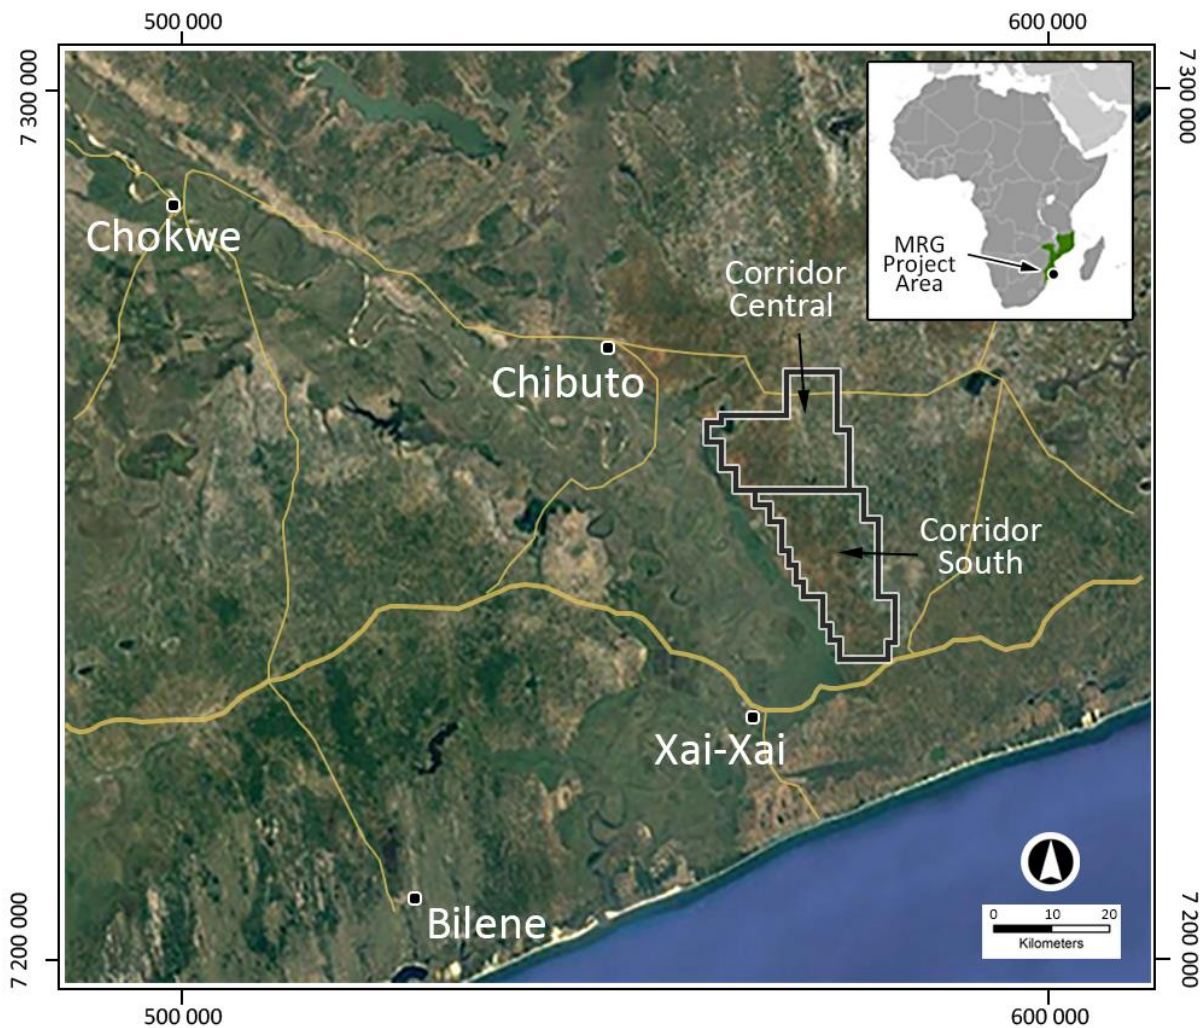 500 000
600 000
7 300 000
7 300 000
MRG
Project
Area
Chokwe
Corridor
Central
Chibuto
Corridor
South
Xai-Xai
Bilene
0 10 20
Kilometers
7 200 000
7 200 000
500 000
600 000